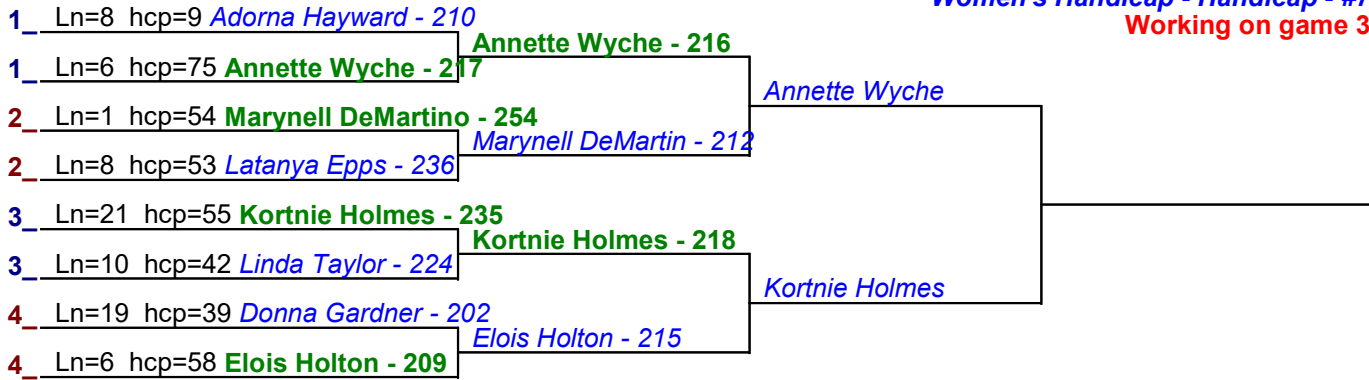 Women's Handicap - Handicap - #7
Working on game 3
1_ Ln=8 hcp=9 Adorna Hayward - 210
Annette Wyche - 216
1_ Ln=6 hcp=75 Annette Wyche - 217
Annette Wyche
2_ Ln=1 hcp=54 Marynell DeMartino - 254
Marynell DeMartin - 212
2_ Ln=8 hcp=53 Latanya Epps - 236
3_ Ln=21 hcp=55 Kortnie Holmes - 235
Kortnie Holmes - 218
3_ Ln=10 hcp=42 Linda Taylor - 224
Kortnie Holmes
4_ Ln=19 hcp=39 Donna Gardner - 202
Elois Holton - 215
4_ Ln=6 hcp=58 Elois Holton - 209